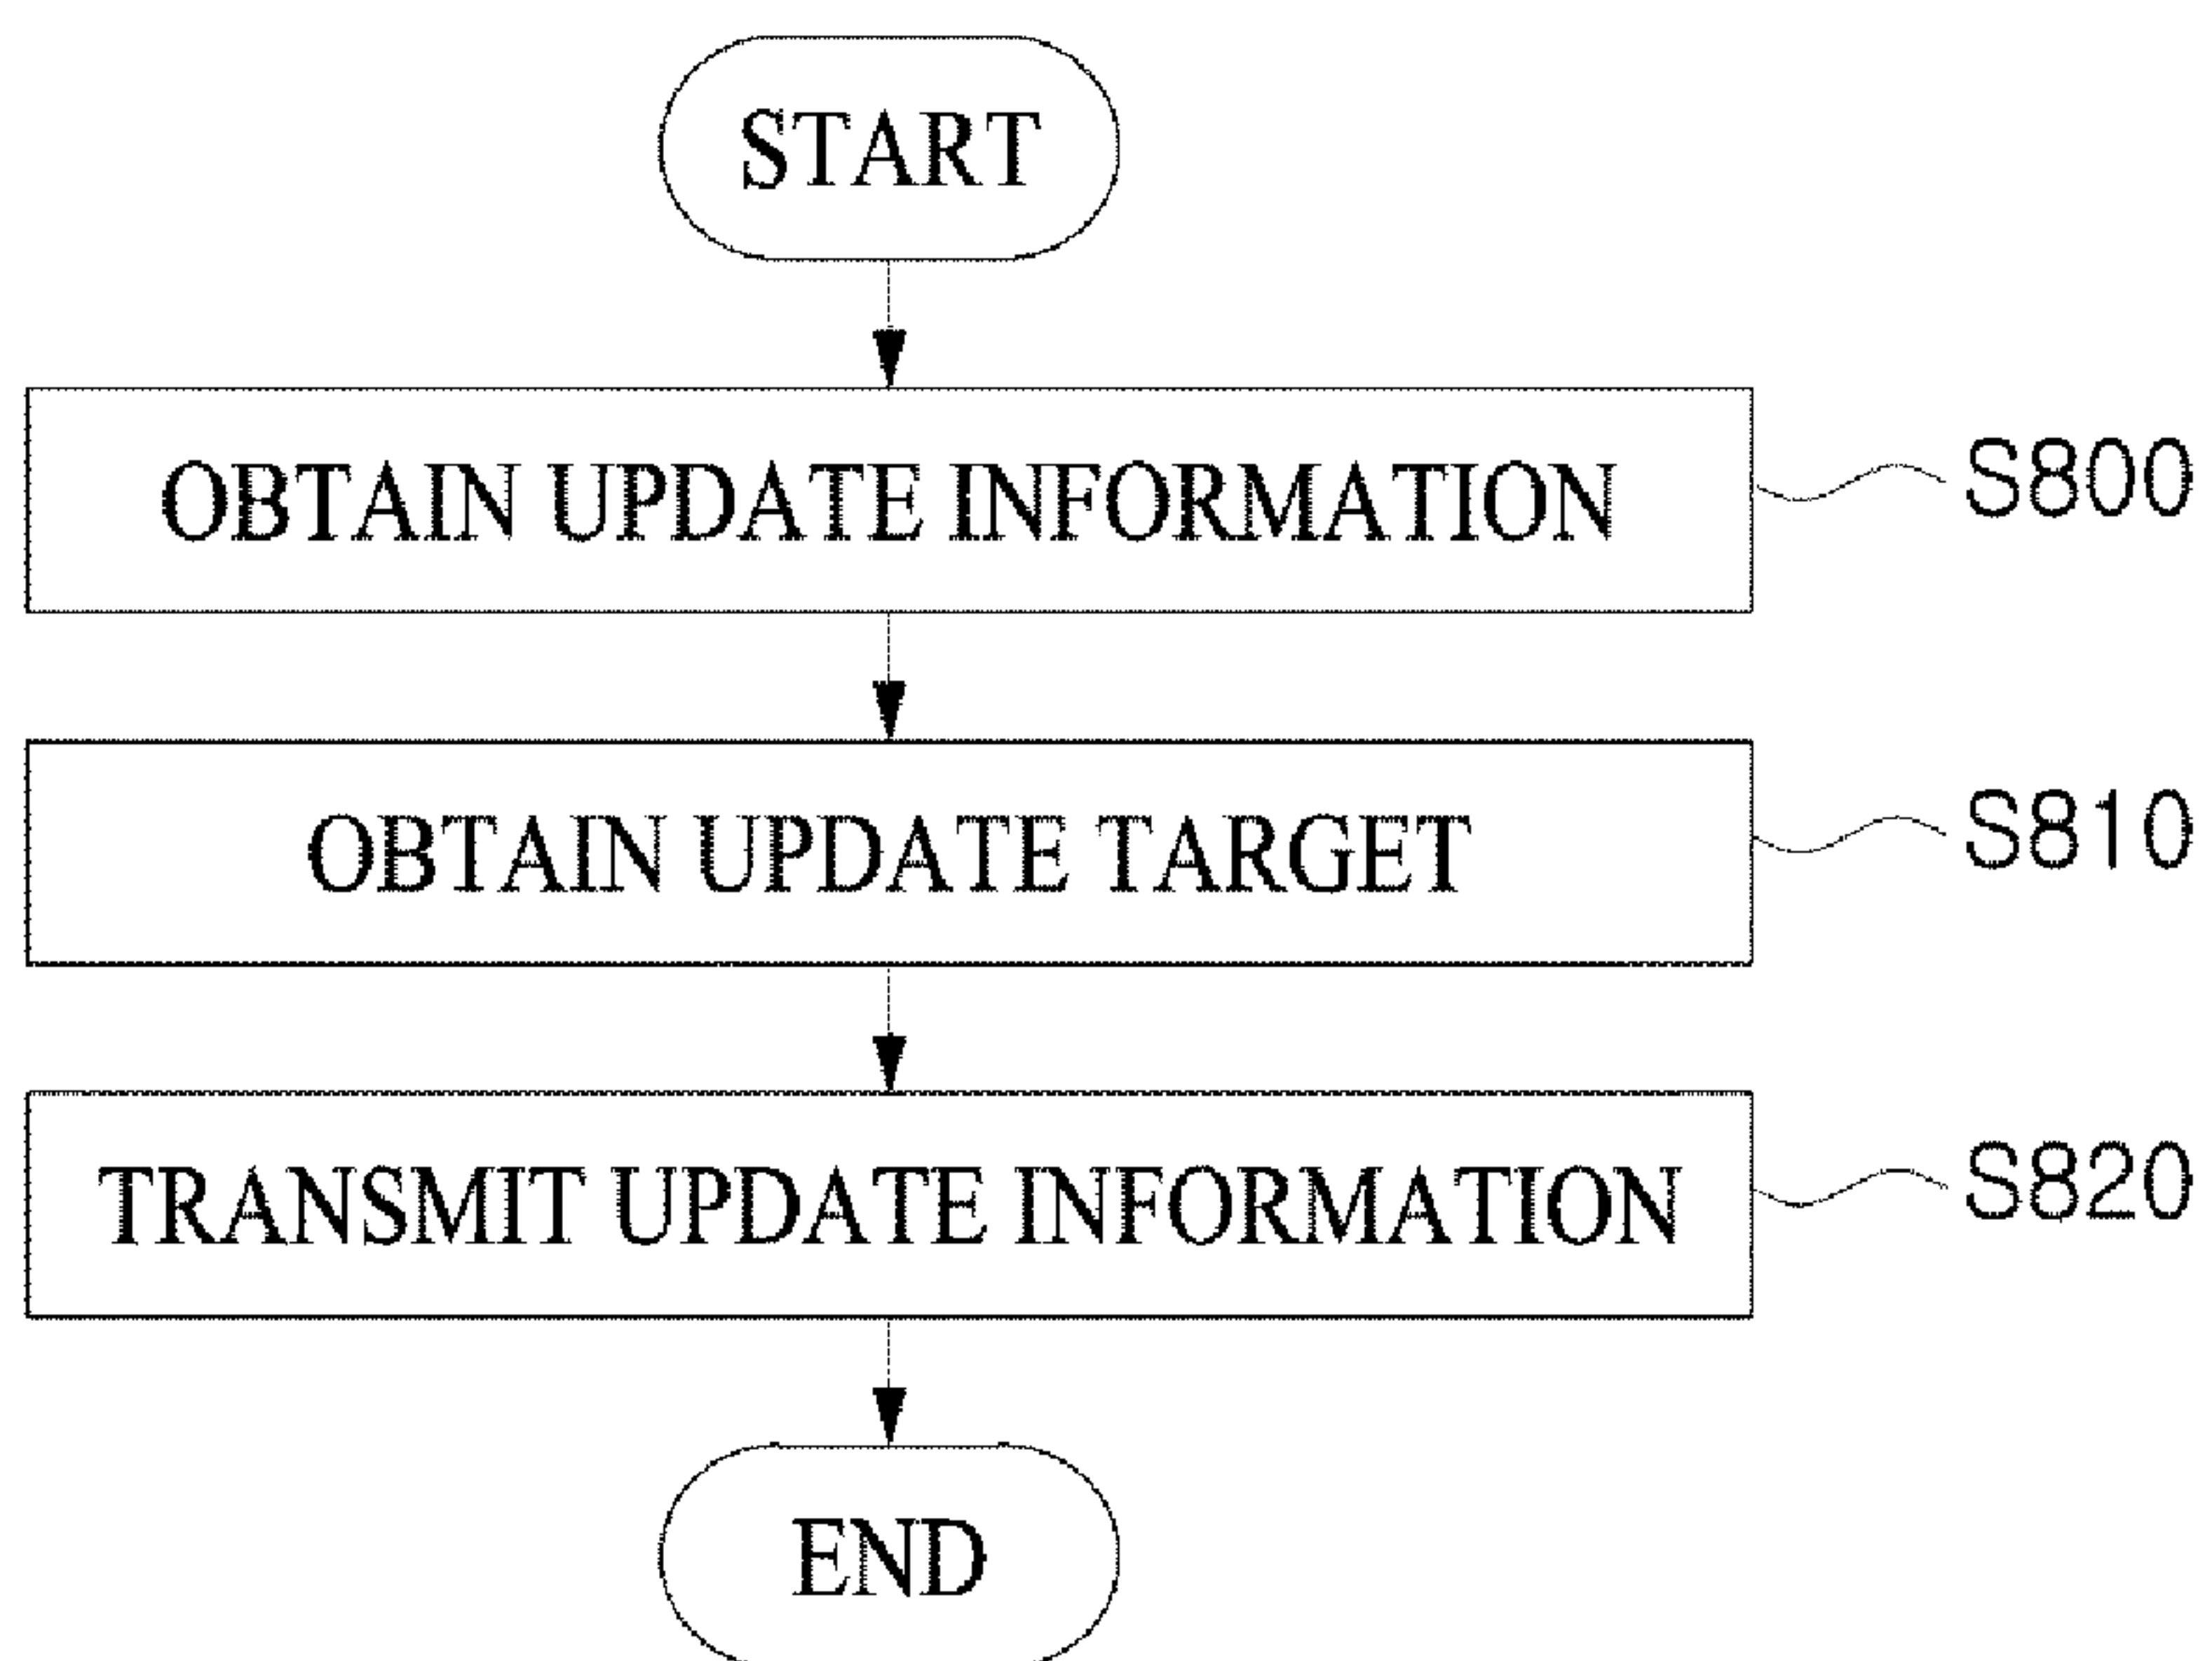 START
OBTAIN UPDATE INFORMATION
S800
OBTAIN UPDATE TARGET
S810
TRANSMIT UPDATE INFORMATION
S820
END